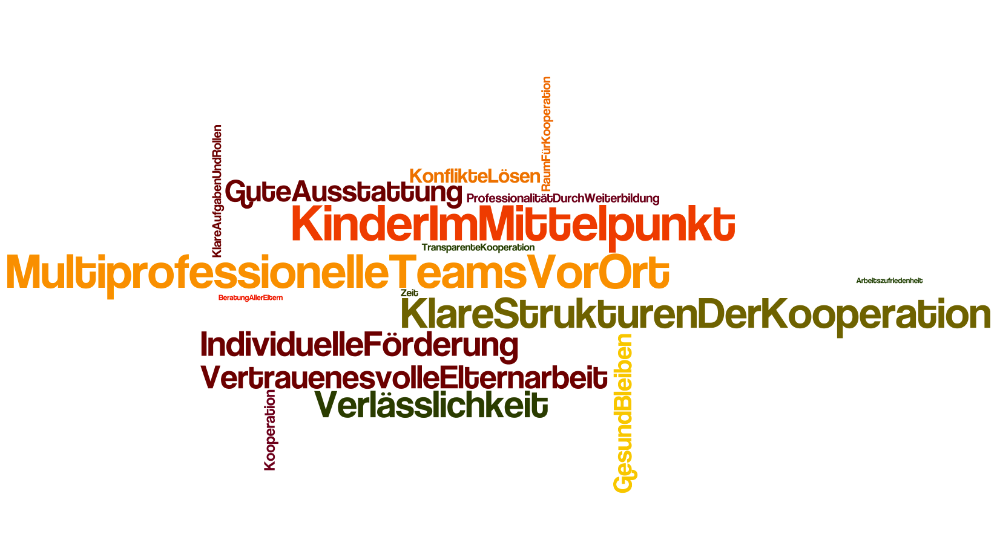 RaumFürKooperation
KlareAufgabenUndRollen
KonflikteLösen
GuteAusstattung
ProfessionalitätDurchWeiterbildung
KinderImMittelpunkt
TransparenteKooperation
MultiprofessionelleTeamsVorOrt
Arbeitszufriedenheit
BeratungAllerEltern
Zeit
KlareStrukturenDerKooperation
IndividuelleFörderung
VertrauenesvolleElternarbeit
Verlässlichkeit
Kooperation
GesundBleiben